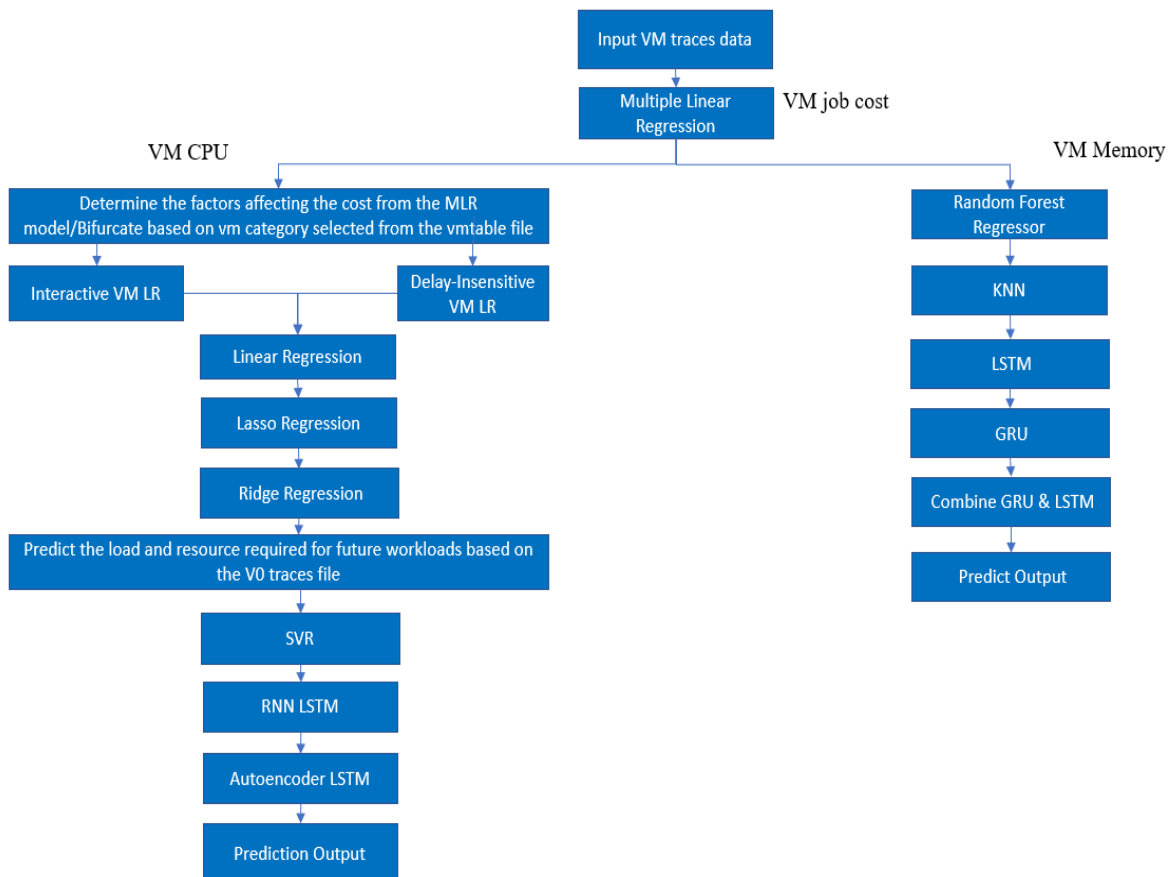 Input VM traces data
Multiple Linear
Regression
VM job cost
VM CPU
VM Memory
Determine the factors affecting the cost from the MLR
model/Bifurcate based on vm category selected from the vmtable file
Interactive VM LR
Delay-Insensitive
VM LR
Linear Regression
Lasso Regression
Ridge Regression
Predict the load and resource required for future workloads based on
the V0 traces file
SVR
RNN LSTM
Autoencoder LSTM
Prediction Output
Random Forest
Regressor
KNN
LSTM
GRU
Combine GRU & LSTM
Predict Output